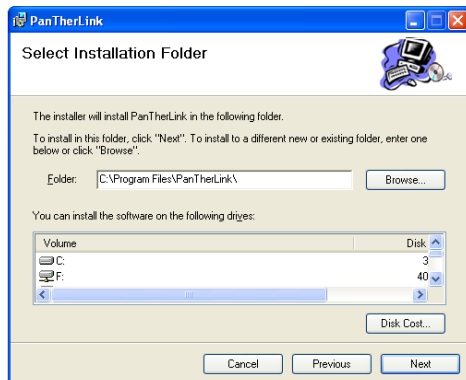 PanTherLink
Select Installation Folder
The installer will install PanTherLink in the following folder.
To install in this folder, click "Next". To install to a different new or existing folder, enter one
below or click "Browse".
Folder: C:\Program Files\PanTherLink\ Browse...
You can install the software on the following drives:
Volume Disk
C: 3
F: 40
Disk Cost...
Cancel Previous Next